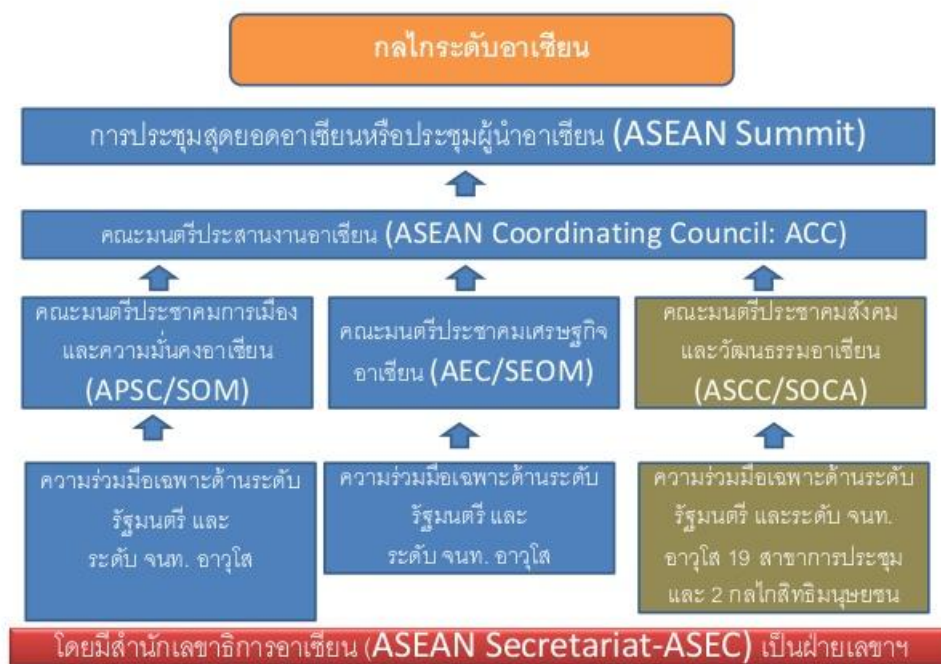 กลไกระดับอาเซียน
การประชุมสุดยอดอาเซียนหรือประชุมผู้นำอาเซียน (ASEAN Summit)
คณะมนตรีประสานงานอาเซียน (ASEAN Coordinating Council: ACC)
คณะมนตรีประชาคมการเมือง
และความมั่นคงอาเซียน
(APSC/SOM)
คณะมนตรีประชาคมเศรษฐกิจ
อาเซียน (AEC/SEOM)
คณะมนตรีประชาคมสังคม
และวัฒนธรรมอาเซียน
(ASCC/SOCA)
ความร่วมมือเฉพาะด้านระดับ
รัฐมนตรี และ
ระดับ จนท. อาวุโส
ความร่วมมือเฉพาะด้านระดับ
รัฐมนตรี และ
ระดับ จนท. อาวุโส
ความร่วมมือเฉพาะด้านระดับ
รัฐมนตรี และระดับ จนท.
อาวุโส 19 สาขาการประชุม
และ 2 กลไกสิทธิมนุษยชน
โดยมีสำนักเลขาธิการอาเซียน (ASEAN Secretariat-ASEC) เป็นฝ่ายเลขาฯ